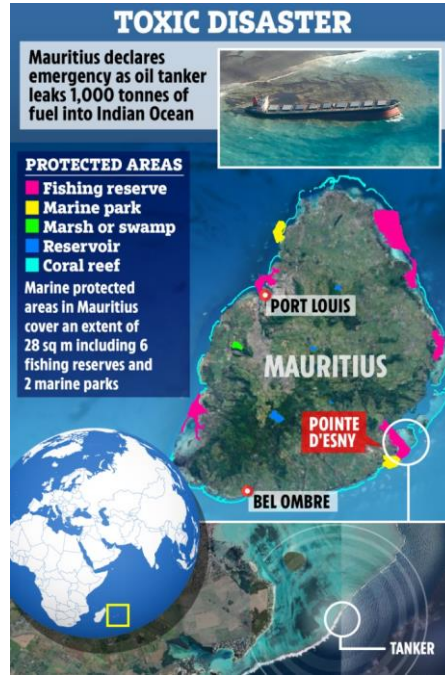 TOXIC DISASTER
Mauritius declares
emergency as oil tanker
leaks 1,000 tonnes of
fuel into Indian Ocean
PROTECTED AREAS
Fishing reserve
Marine park
Marsh or swamp
Reservoir
Coral reef
Marine protected
areas in Mauritius
cover an extent of
28 sq m including 6
fishing reserves and
2 marine parks
PORT LOUIS
MAURITIUS
POINTE
D'ESNY
BEL OMBRE
TANKER